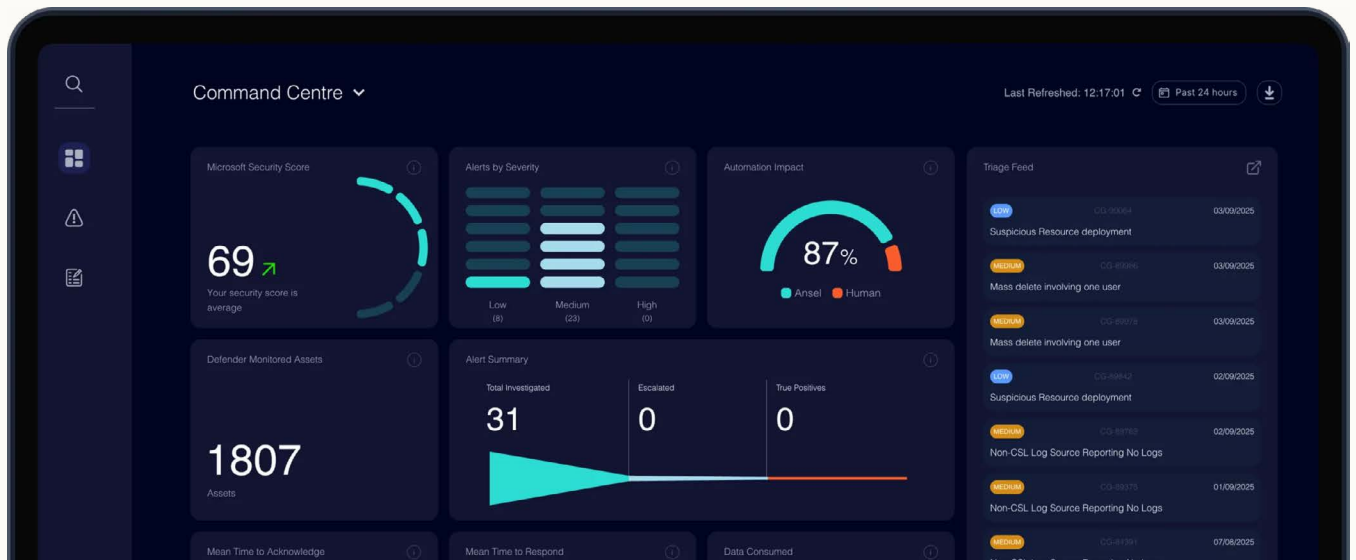 Command Centre
Last Refreshed: 12:17:01
Past 24 hours
Microsoft Security Score
69
Your security score is
average
Alerts by Severity
Low
Medium
High
(8)
(23)
(0)
Automation Impact
87%
Ansel
Human
Triage Feed
LOW
03/09/2025
Suspicious Resource deployment
MEDIUM
03/09/2025
Mass delete involving one user
MEDIUM
03/09/2025
Mass delete involving one user
LOW
02/09/2025
Suspicious Resource deployment
MEDIUM
02/09/2025
Non-CSL Log Source Reporting No Logs
MEDIUM
01/09/2025
Non-CSL Log Source Reporting No Logs
MEDIUM
07/08/2025
Defender Monitored Assets
1807
Assets
Alert Summary
Total Investigated
Escalated
True Positives
31
0
0
Mean Time to Acknowledge
Mean Time to Respond
Data Consumed